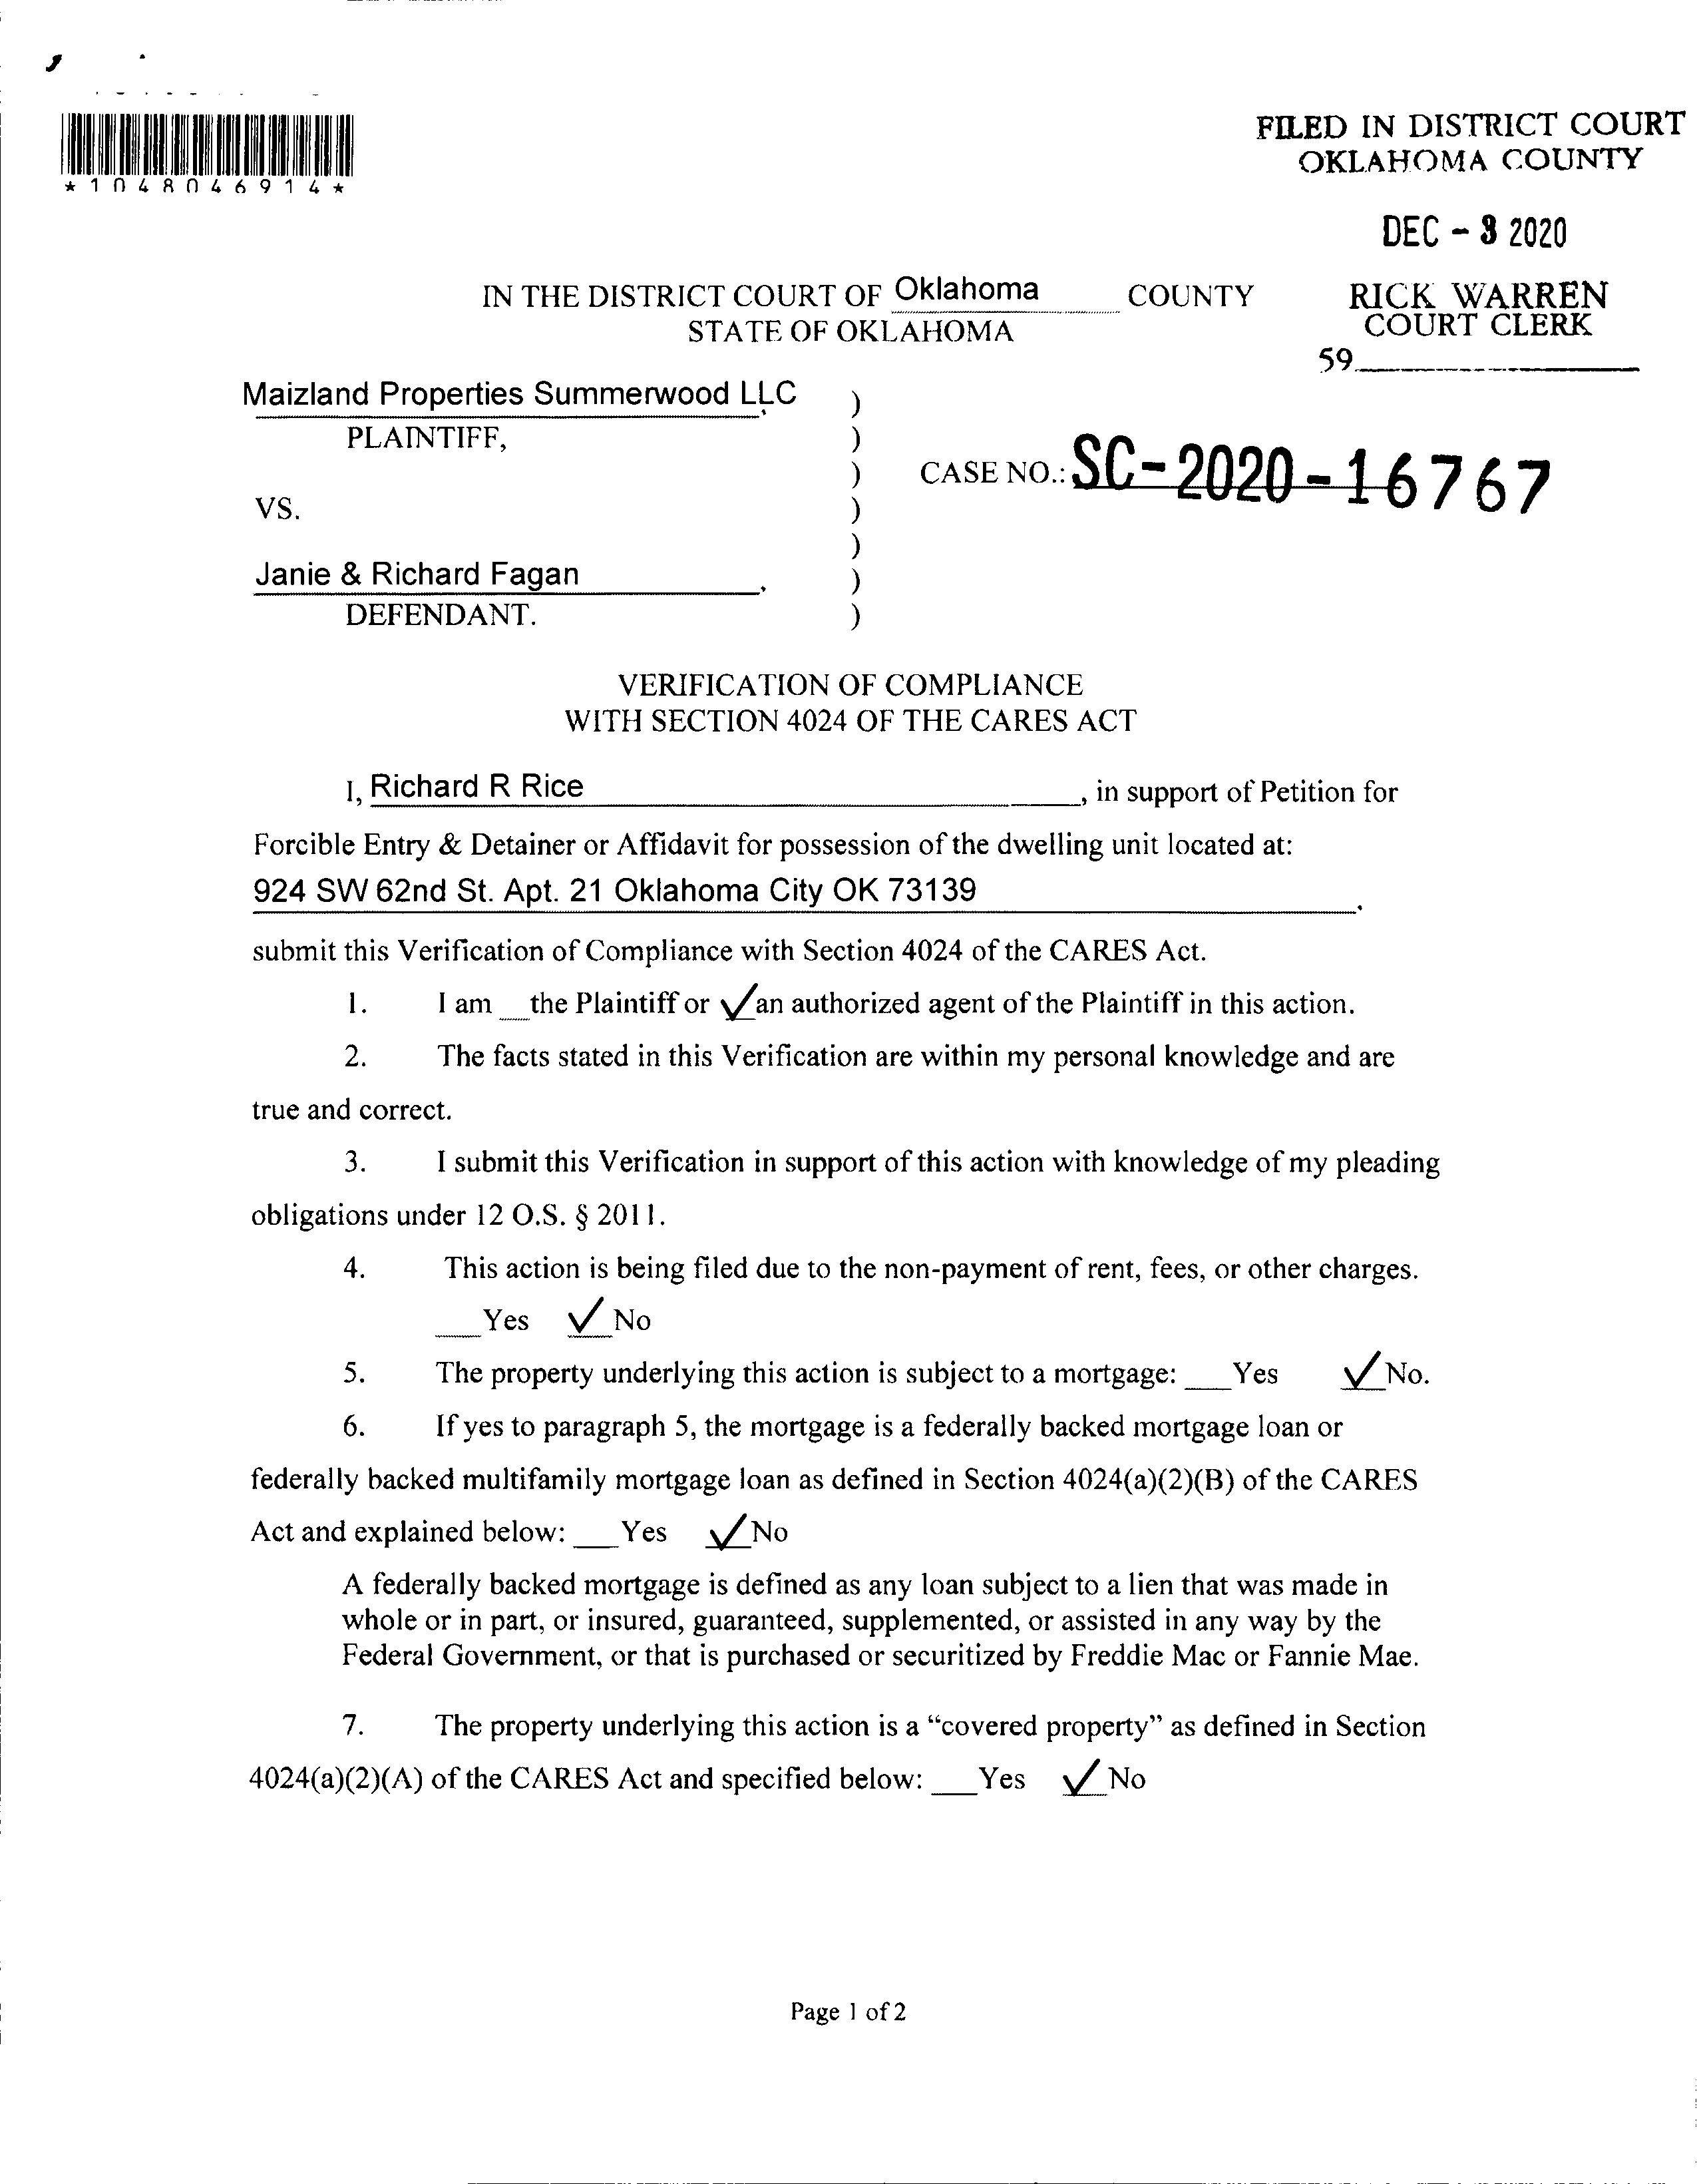 *1048046914*
FILED IN DISTRICT COURT
OKLAHOMA COUNTY
DEC - 3 2020
RICK WARREN
COURT CLERK
59
IN THE DISTRICT COURT OF Oklahoma COUNTY
STATE OF OKLAHOMA
Maizland Properties Summerwood LLC, )
PLAINTIFF, )
) CASE NO.: SC-2020-16767
VS. )
)
Janie & Richard Fagan, )
DEFENDANT. )
VERIFICATION OF COMPLIANCE
WITH SECTION 4024 OF THE CARES ACT
I, Richard R Rice, in support of Petition for
Forcible Entry & Detainer or Affidavit for possession of the dwelling unit located at:
924 SW 62nd St. Apt. 21 Oklahoma City OK 73139.
submit this Verification of Compliance with Section 4024 of the CARES Act.
1. I am __the Plaintiff or ✓an authorized agent of the Plaintiff in this action.
2. The facts stated in this Verification are within my personal knowledge and are
true and correct.
3. I submit this Verification in support of this action with knowledge of my pleading
obligations under 12 O.S. § 2011.
4. This action is being filed due to the non-payment of rent, fees, or other charges.
___Yes ✓ No
5. The property underlying this action is subject to a mortgage: ___Yes ✓No.
6. If yes to paragraph 5, the mortgage is a federally backed mortgage loan or
federally backed multifamily mortgage loan as defined in Section 4024(a)(2)(B) of the CARES
Act and explained below: ___Yes ✓No
A federally backed mortgage is defined as any loan subject to a lien that was made in
whole or in part, or insured, guaranteed, supplemented, or assisted in any way by the
Federal Government, or that is purchased or securitized by Freddie Mac or Fannie Mae.
7. The property underlying this action is a “covered property” as defined in Section
4024(a)(2)(A) of the CARES Act and specified below: ___Yes ✓No
Page 1 of 2